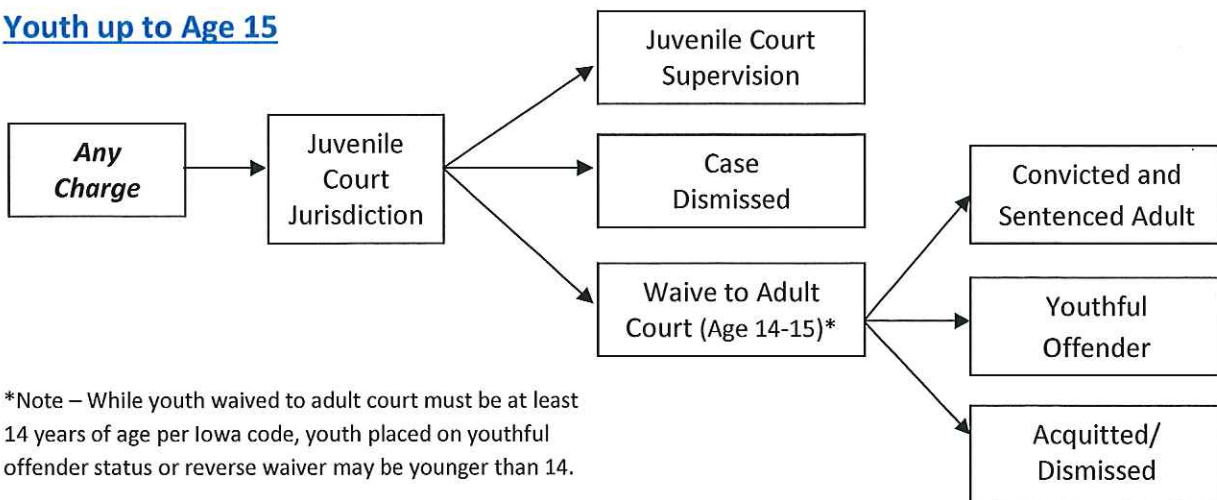 Youth up to Age 15
Any
Charge
Juvenile
Court
Jurisdiction
Juvenile Court
Supervision
Case
Dismissed
Waive to Adult
Court (Age 14-15)*
Convicted and
Sentenced Adult
Youthful
Offender
Acquitted/
Dismissed
*Note – While youth waived to adult court must be at least
14 years of age per Iowa code, youth placed on youthful
offender status or reverse waiver may be younger than 14.